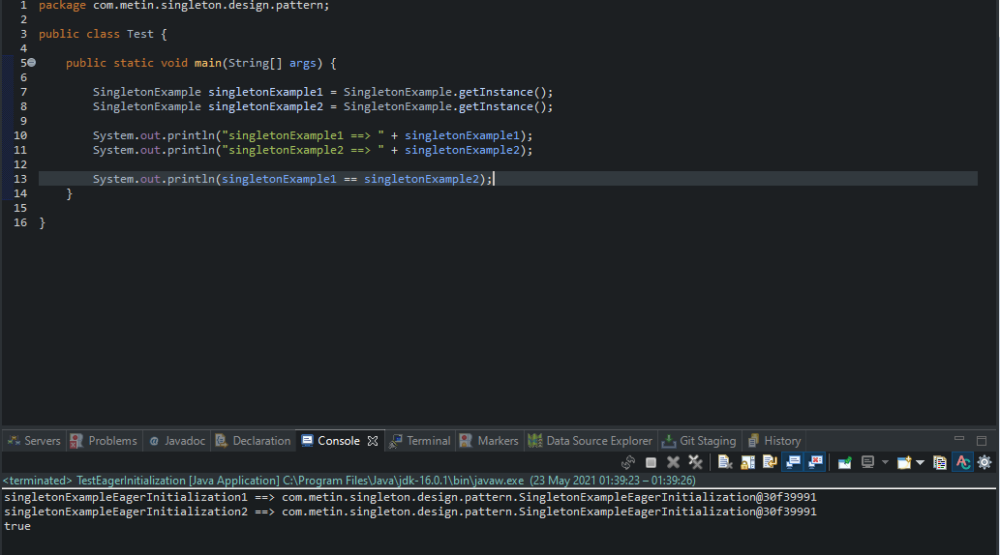 1 package com.metin.singleton.design.pattern;
2
3 public class Test {
4
5 public static void main(String[] args) {
6
7 SingletonExample singletonExample1 = SingletonExample.getInstance();
8 SingletonExample singletonExample2 = SingletonExample.getInstance();
9
10 System.out.println("singletonExample1 ==> " + singletonExample1);
11 System.out.println("singletonExample2 ==> " + singletonExample2);
12
13 System.out.println(singletonExample1 == singletonExample2);
14 }
15
16 }
Servers Problems @ Javadoc Declaration Console Terminal Markers Data Source Explorer Git Staging History
<terminated> TestEagerInitialization [Java Application] C:\Program Files\Java\jdk-16.0.1\bin\javaw.exe (23 May 2021 01:39:23 – 01:39:26)
singletonExampleEagerInitialization1 ==> com.metin.singleton.design.pattern.SingletonExampleEagerInitialization@30f39991
singletonExampleEagerInitialization2 ==> com.metin.singleton.design.pattern.SingletonExampleEagerInitialization@30f39991
true